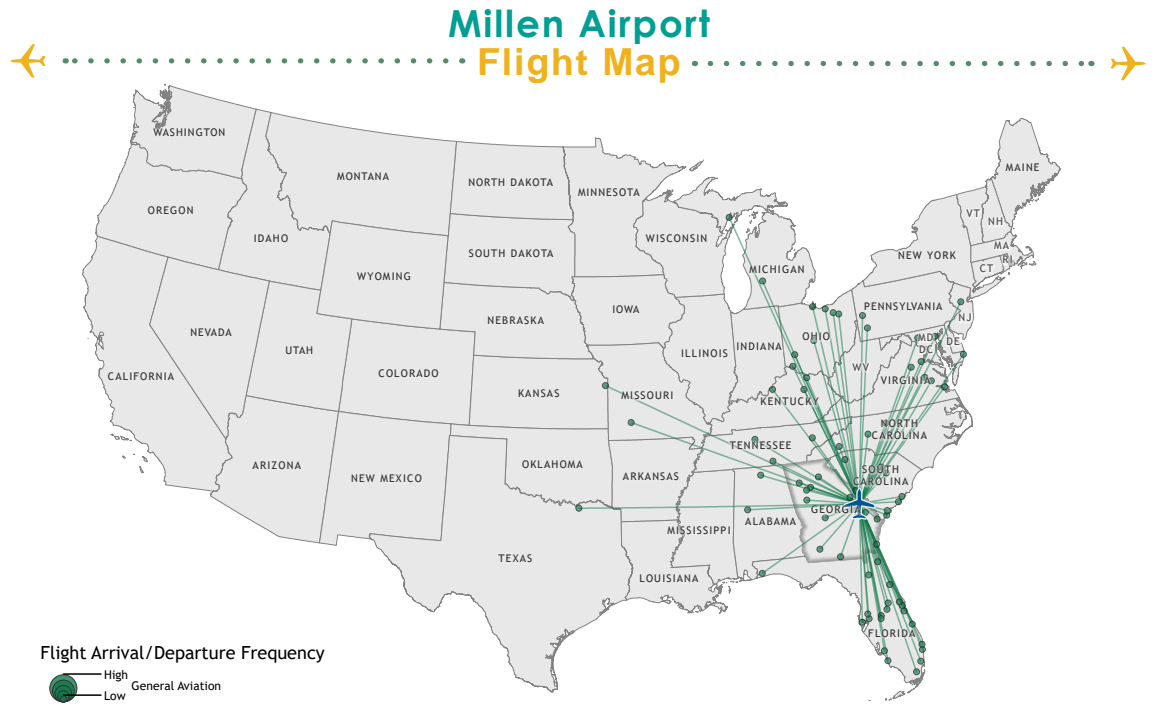 Millen Airport
Flight Map
WASHINGTON
MONTANA
NORTH DAKOTA
MINNESOTA
MAINE
OREGON
IDAHO
SOUTH DAKOTA
WISCONSIN
VT
NH
WYOMING
MICHIGAN
NEW YORK
MA
RI
CT
NEBRASKA
IOWA
PENNSYLVANIA
NJ
NEVADA
UTAH
COLORADO
ILLINOIS
INDIANA
OHIO
MD
DE
DC
WV
CALIFORNIA
KANSAS
MISSOURI
KENTUCKY
VIRGINIA
NORTH
CAROLINA
TENNESSEE
ARIZONA
NEW MEXICO
OKLAHOMA
ARKANSAS
SOUTH
CAROLINA
GEORGIA
ALABAMA
MISSISSIPPI
TEXAS
LOUISIANA
FLORIDA
Flight Arrival/Departure Frequency
High
General Aviation
Low